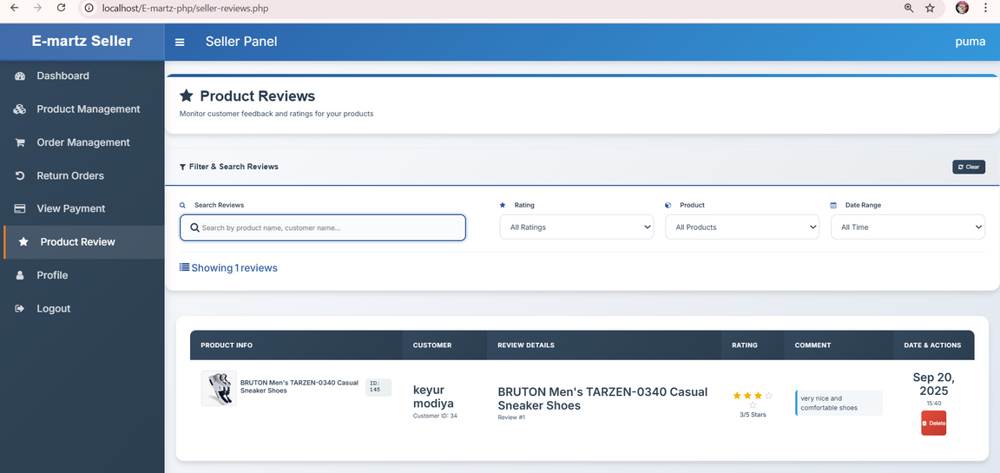 localhost/E-martz-php/seller-reviews.php
E-martz Seller
Seller Panel
puma
Dashboard
Product Management
Order Management
Return Orders
View Payment
Product Review
Profile
Logout
Product Reviews
Monitor customer feedback and ratings for your products
Filter & Search Reviews
Clear
Search Reviews
Rating
Product
Date Range
Search by product name, customer name...
All Ratings
All Products
All Time
Showing 1 reviews
PRODUCT INFO
CUSTOMER
REVIEW DETAILS
RATING
COMMENT
DATE & ACTIONS
BRUTON Men's TARZEN-0340 Casual
Sneaker Shoes
ID:
145
keyur
modiya
Customer ID: 34
BRUTON Men's TARZEN-0340 Casual
Sneaker Shoes
Review #1
3/5 Stars
very nice and
comfortable shoes
Sep 20,
2025
15:40
Delete